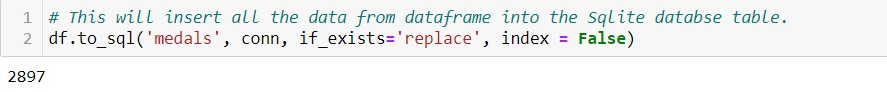 1 # This will insert all the data from dataframe into the Sqlite databse table.
2 df.to_sql('medals', conn, if_exists='replace', index = False)
2897